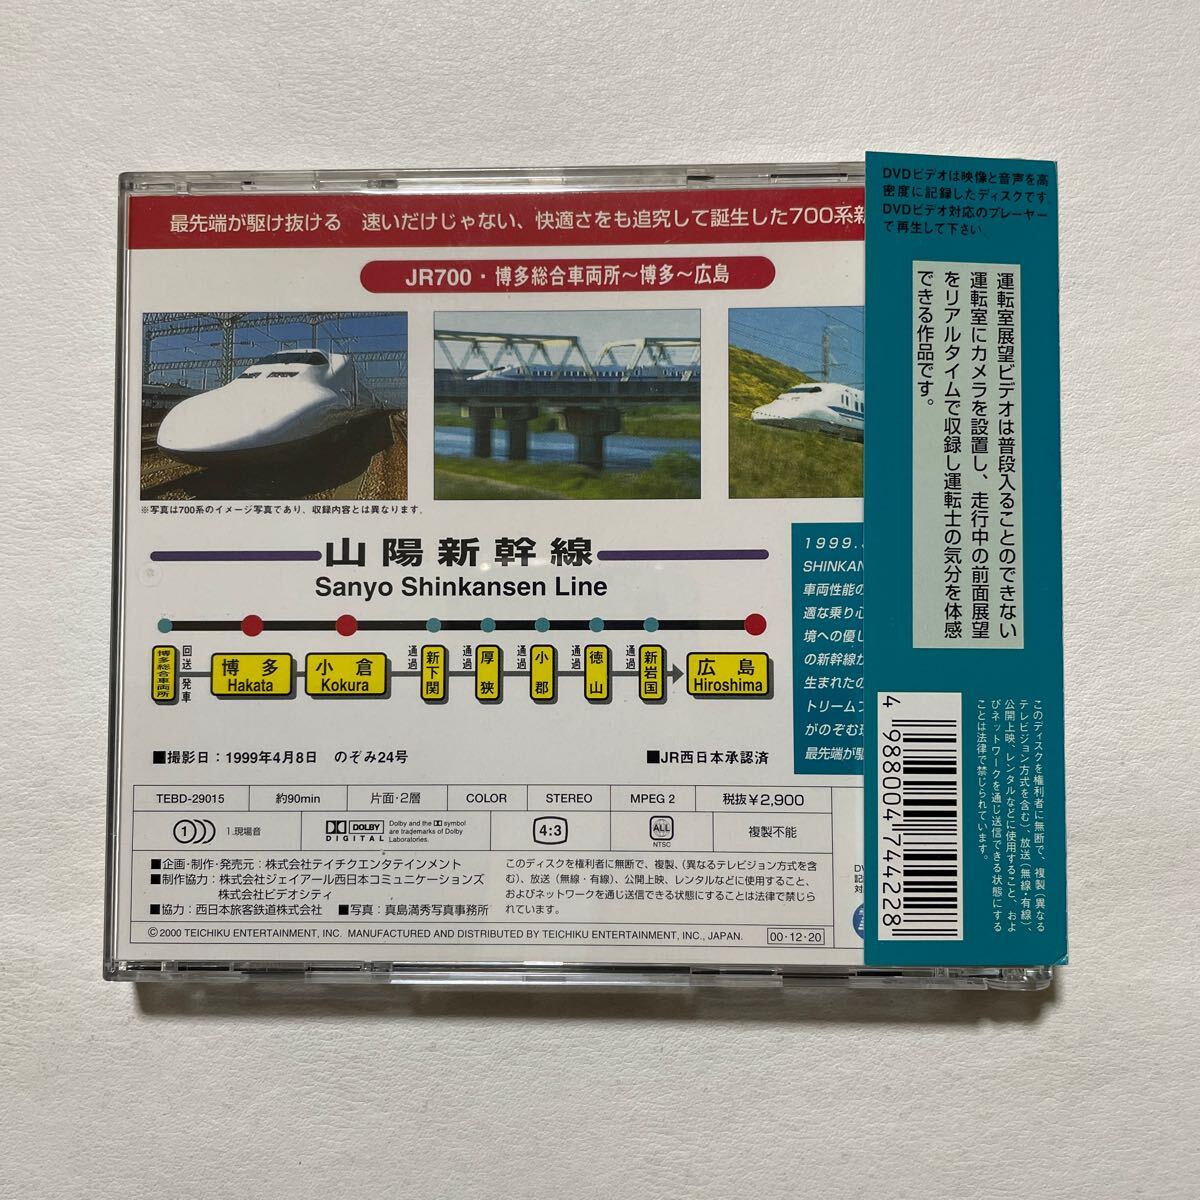 最先端が駆け抜ける 速いだけじゃない、快適さをも追究して誕生した700系新
JR700・博多総合車両所～博多～広島
※写真は700系のイメージ写真であり、収録内容とは異なります。
山陽新幹線
Sanyo Shinkansen Line
博多総合車両所
回送
発車
博多
Hakata
小倉
Kokura
通過
新下関
通過
厚狭
通過
小郡
通過
徳山
通過
新岩国
広島
Hiroshima
■撮影日：1999年4月8日 のぞみ24号
■JR西日本承認済
1999.
SHINKAN
車両性能の
適な乗り心
境への優し
の新幹線が
生まれたの
トリームフ
がのぞむ
最先端が駆
TEBD-29015 約90min 片面・2層 COLOR STEREO MPEG 2 税抜¥2,900
1 1.現場音
DOLBY DIGITAL
Dolby and the symbol
are trademarks of Dolby
Laboratories.
4:3
ALL
NTSC
複製不能
■企画・制作・発売元：株式会社テイチクエンタテインメント
■制作協力：株式会社ジェイアール西日本コミュニケーションズ
株式会社ビデオシティ
■協力：西日本旅客鉄道株式会社 ■写真：真島満秀写真事務所
このディスクを権利者に無断で、複製、(異なるテレビジョン方式を含
む)、放送（無線・有線）、公開上映、レンタルなどに使用すること、
およびネットワークを通じ送信できる状態にすることは法律で禁じら
れています。
Ⓒ2000 TEICHIKU ENTERTAINMENT, INC. MANUFACTURED AND DISTRIBUTED BY TEICHIKU ENTERTAINMENT, INC., JAPAN. 00・12・20
DV
記
対
DVDビデオは映像と音声を高
密度に記録したディスクです
DVDビデオ対応のプレーヤー
で再生して下さい。
運転室展望ビデオは普段入ることのできない
運転室にカメラを設置し、走行中の前面展望
をリアルタイムで収録し運転士の気分を体感
できる作品です。
4 988004 744228
このディスクを権利者に無断で、複製（異なる
テレビジョン方式を含む）、放送（無線・有線）、
公開上映、レンタルなどに使用すること、およ
びネットワークを通じ送信できる状態にする
ことは法律で禁じられています。